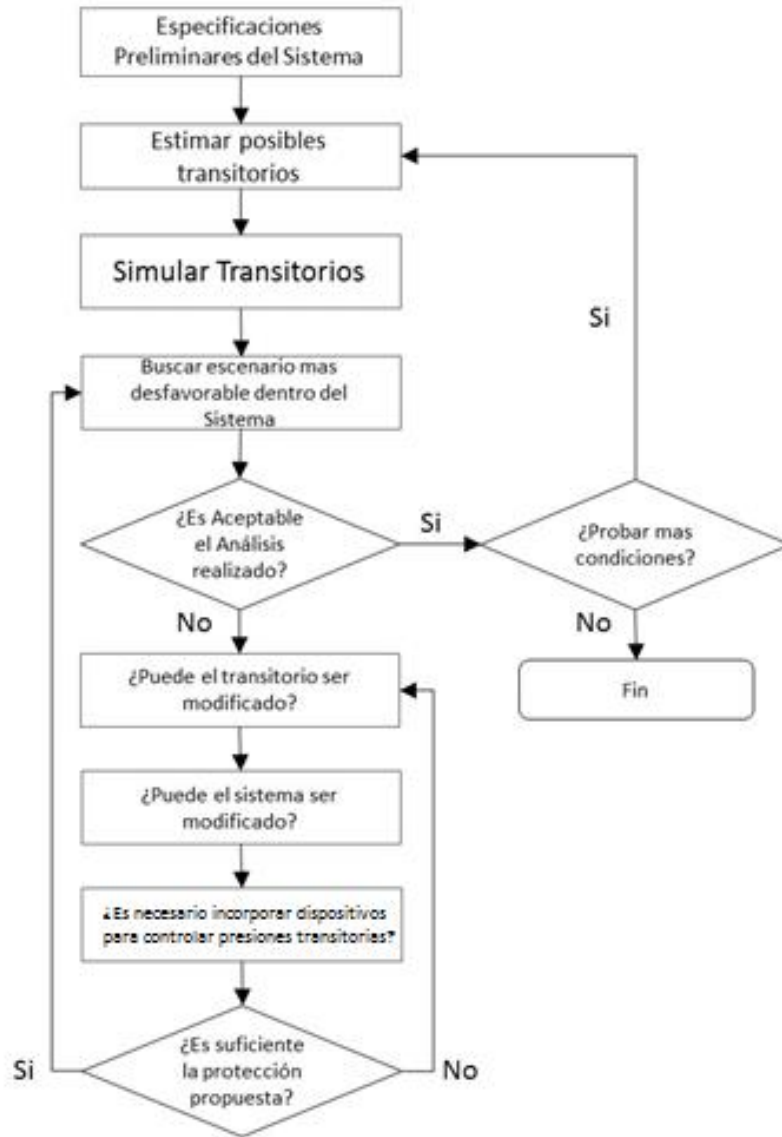 Especificaciones
Preliminares del Sistema
Estimar posibles
transitorios
Simular Transitorios
Si
Buscar escenario mas
desfavorable dentro del
Sistema
¿Es Aceptable
el Análisis
realizado?
Si
¿Probar mas
condiciones?
No
No
¿Puede el transitorio ser
modificado?
Fin
¿Puede el sistema ser
modificado?
¿Es necesario incorporar dispositivos
para controlar presiones transitorias?
¿Es suficiente
la protección
propuesta?
Si
No